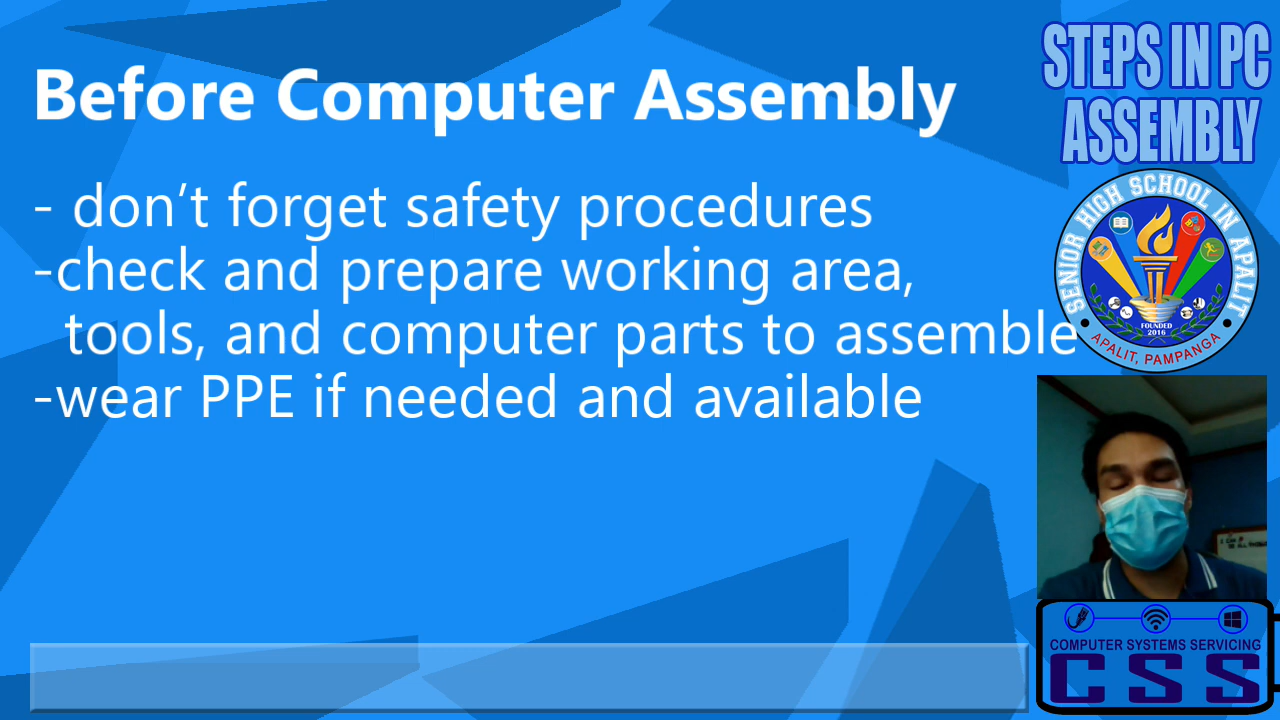 Before Computer Assembly
- don’t forget safety procedures
-check and prepare working area,
tools, and computer parts to assemble
-wear PPE if needed and available
STEPS IN PC
ASSEMBLY
SENIOR HIGH SCHOOL IN APALIT
FOUNDED
2016
APALIT, PAMPANGA
COMPUTER SYSTEMS SERVICING
CSS